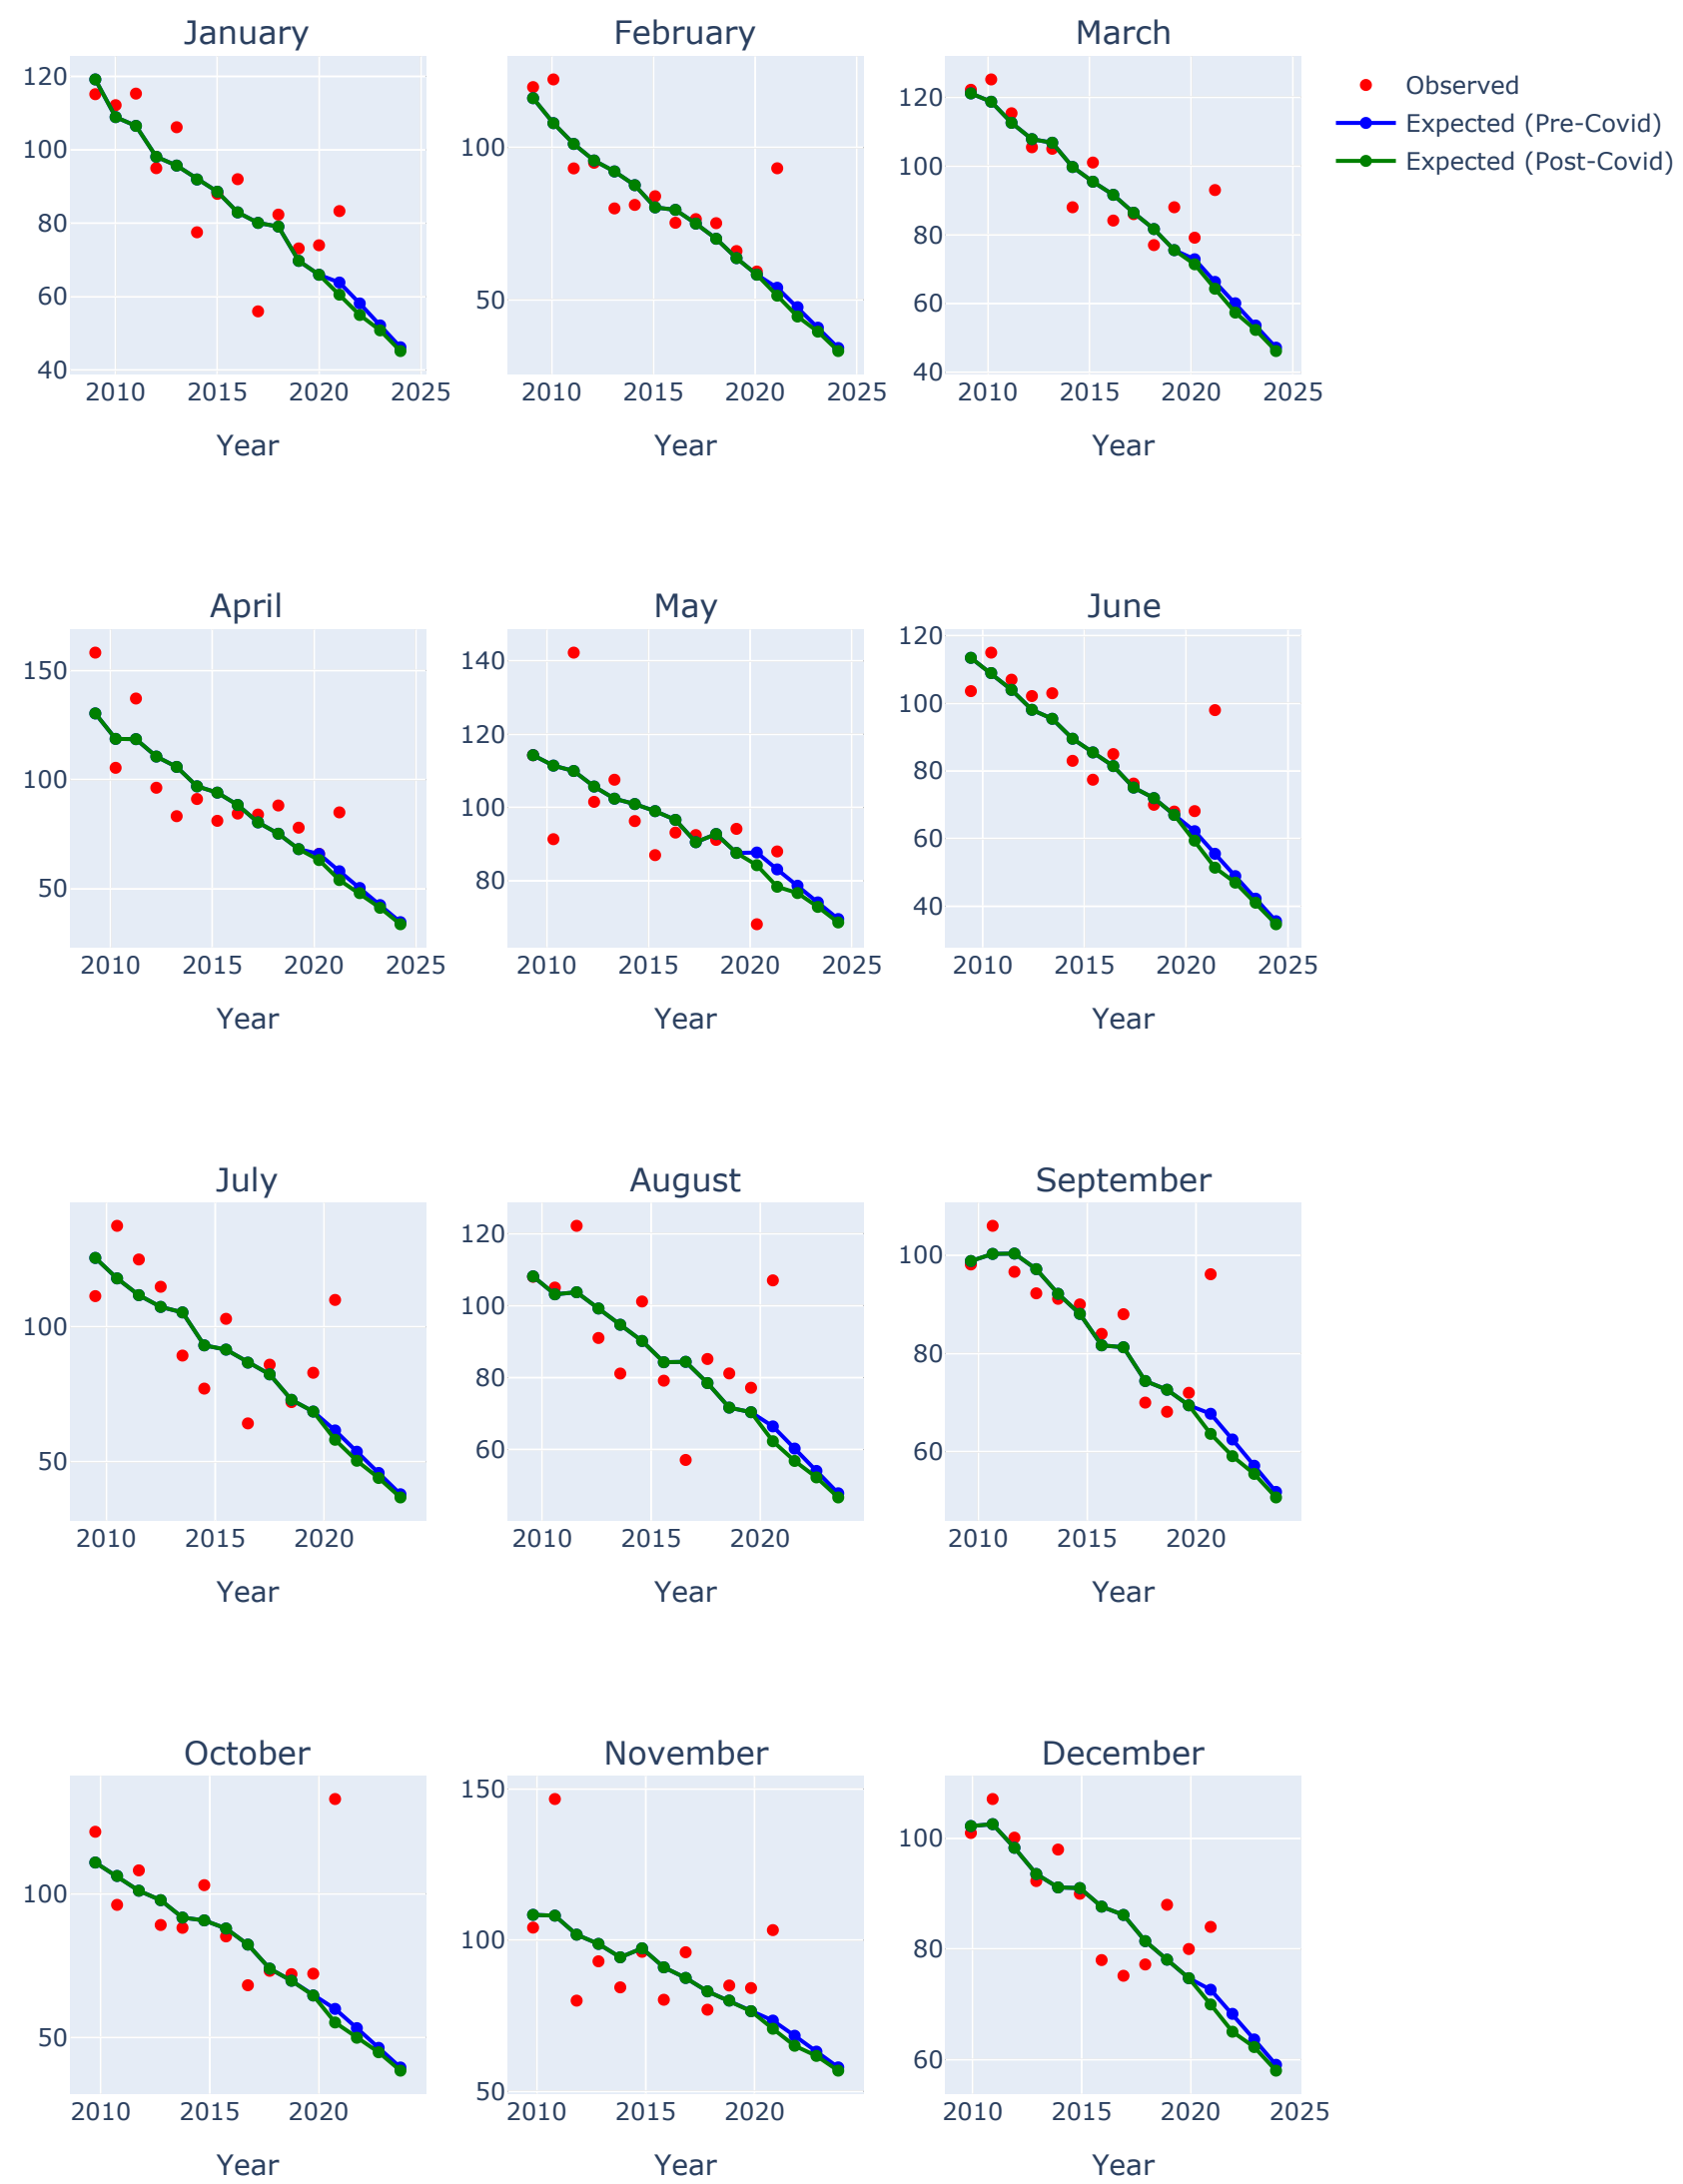 January February March
120
100
80
60
40
2010 2015 2020 2025
Year
100
50
2010 2015 2020 2025
Year
120
100
80
60
40
2010 2015 2020 2025
Year
Observed
Expected (Pre-Covid)
Expected (Post-Covid)
April May June
150
100
50
2010 2015 2020 2025
Year
140
120
100
80
2010 2015 2020 2025
Year
120
100
80
60
40
2010 2015 2020 2025
Year
July August September
100
50
2010 2015 2020
Year
120
100
80
60
2010 2015 2020
Year
100
80
60
2010 2015 2020
Year
October November December
100
50
2010 2015 2020
Year
150
100
50
2010 2015 2020
Year
100
80
60
2010 2015 2020 2025
Year